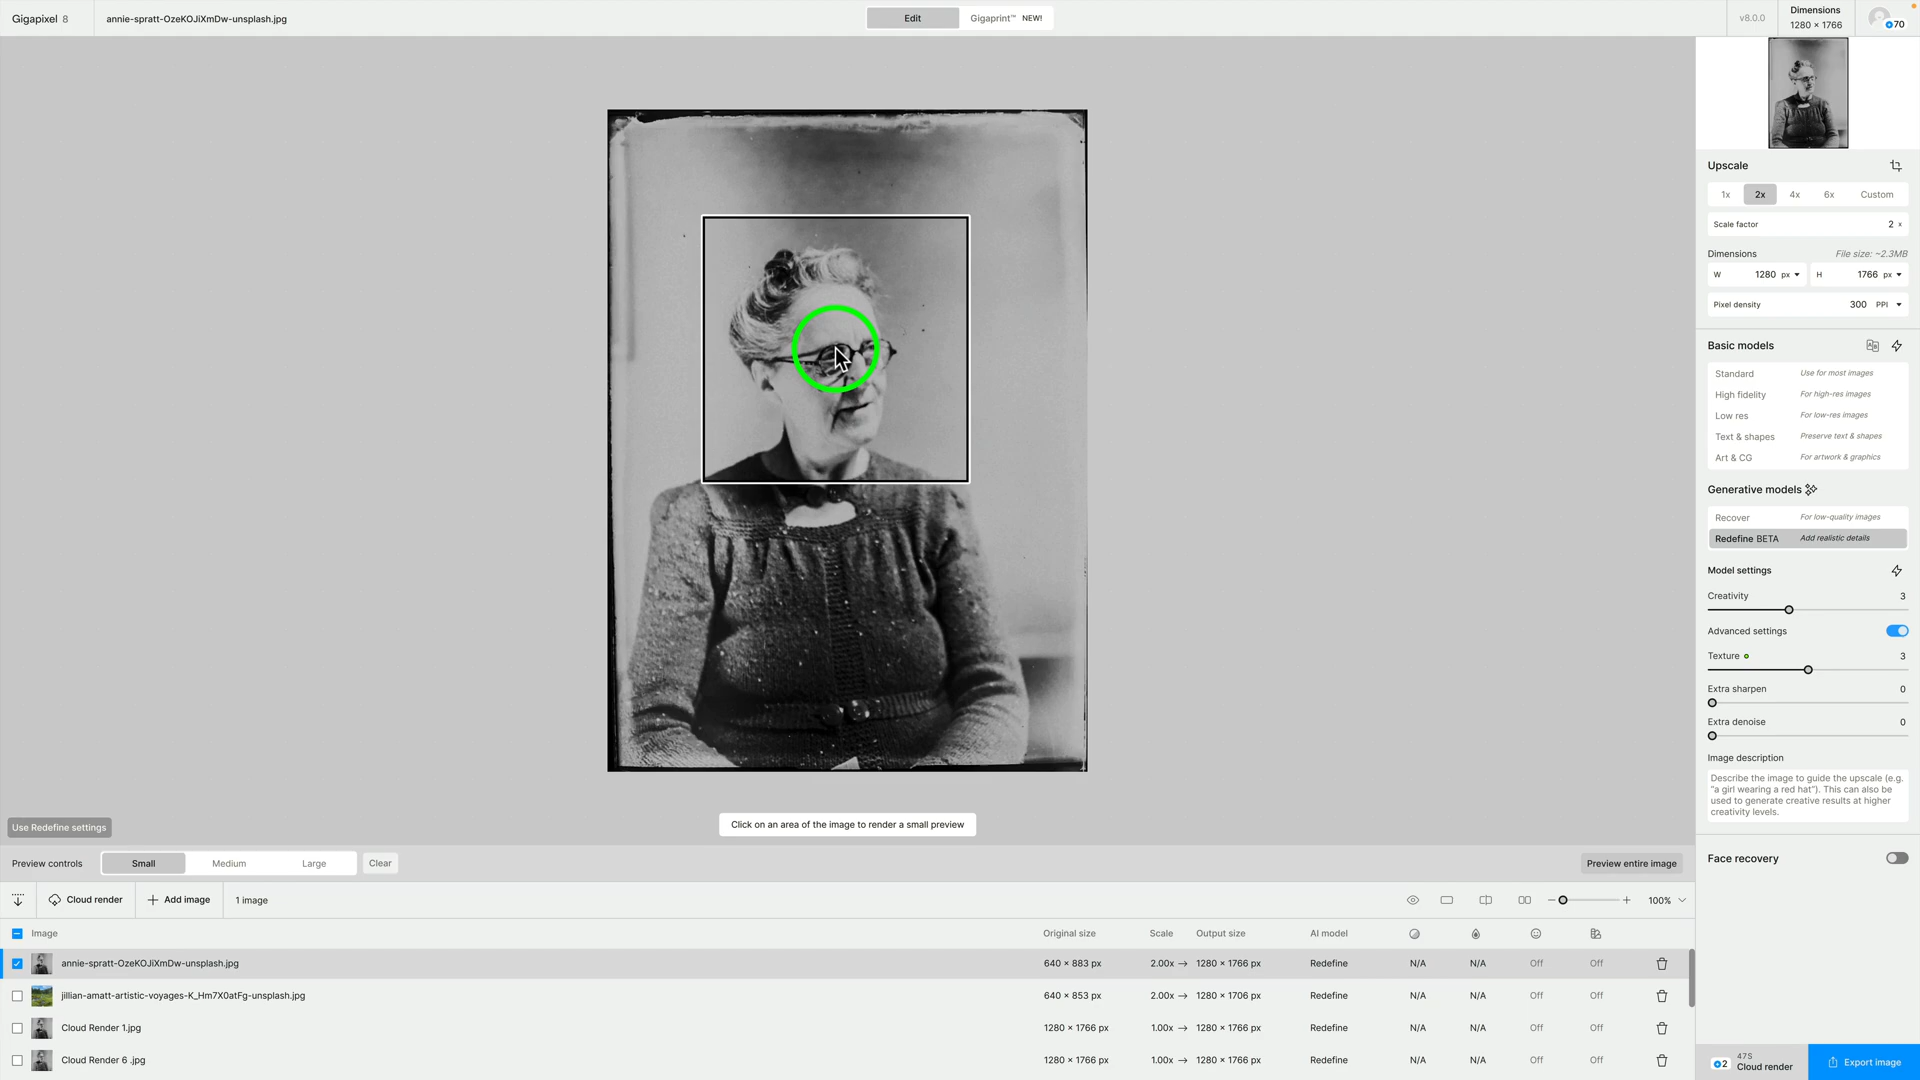 Gigapixel 8
annie-spratt-OzeKOJiXmDw-unsplash.jpg
Edit
Gigaprint™ NEW!
v8.0.0
Dimensions
1280 × 1766
70
Upscale
1x 2x 4x 6x Custom
Scale factor 2 x
Dimensions File size: ~2.3MB
W 1280 px H 1766 px
Pixel density 300 PPI
Basic models
Standard Use for most images
High fidelity For high-res images
Low res For low-res images
Text & shapes Preserve text & shapes
Art & CG For artwork & graphics
Generative models
Recover For low-quality images
Redefine BETA Add realistic details
Model settings
Creativity 3
Advanced settings
Texture 3
Extra sharpen 0
Extra denoise 0
Image description
Describe the image to guide the upscale (e.g.
"a girl wearing a red hat"). This can also be
used to generate creative results at higher
creativity levels.
Face recovery
Use Redefine settings
Click on an area of the image to render a small preview
Preview controls Small Medium Large Clear Preview entire image
Cloud render Add image 1 image 100%
Image Original size Scale Output size AI model
annie-spratt-OzeKOJiXmDw-unsplash.jpg 640 × 883 px 2.00x → 1280 × 1766 px Redefine N/A N/A Off Off
jillian-amatt-artistic-voyages-K_Hm7X0atFg-unsplash.jpg 640 × 853 px 2.00x → 1280 × 1706 px Redefine N/A N/A Off Off
Cloud Render 1.jpg 1280 × 1766 px 1.00x → 1280 × 1766 px Redefine N/A N/A Off Off
Cloud Render 6 .jpg 1280 × 1766 px 1.00x → 1280 × 1766 px Redefine N/A N/A Off Off
2 47S
Cloud render
Export image